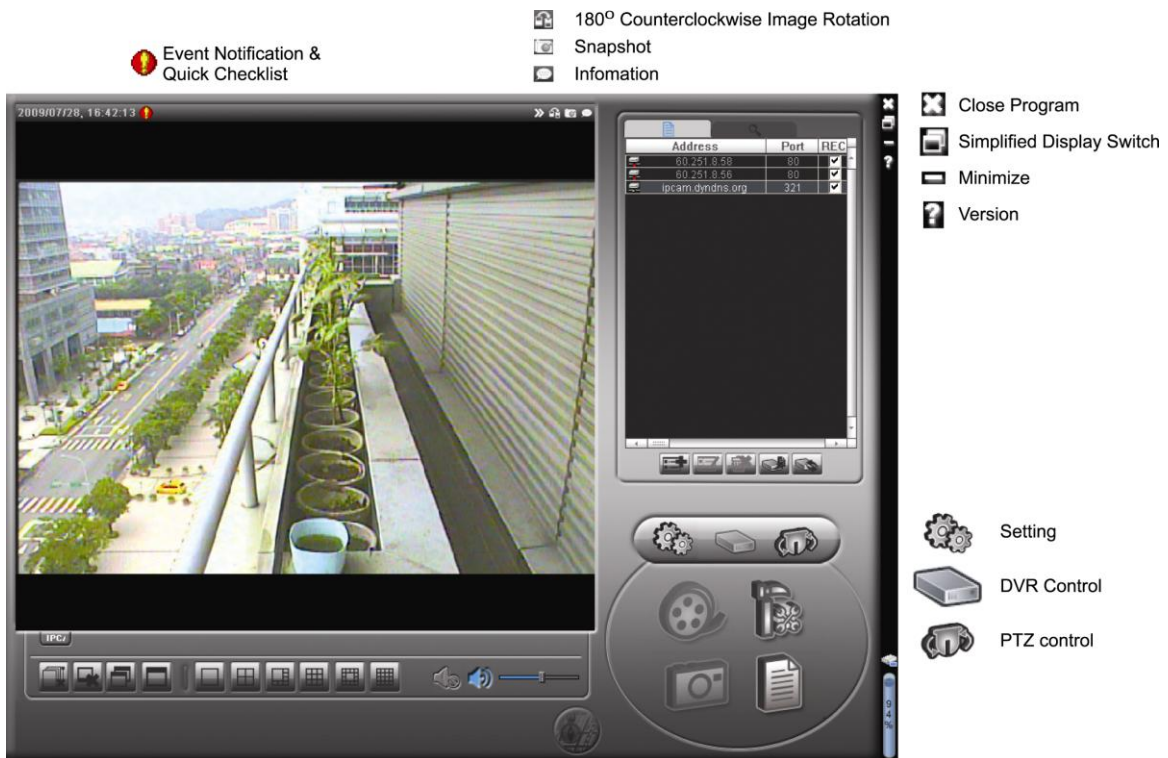 180O Counterclockwise Image Rotation
Snapshot
Infomation
Event Notification &
Quick Checklist
2009/07/28, 16:42:13
Close Program
Simplified Display Switch
Minimize
Version
Address Port REC
60.251.8.58 80
60.251.8.56 80
ipcam.dyndns.org 321
Setting
DVR Control
PTZ control
94%